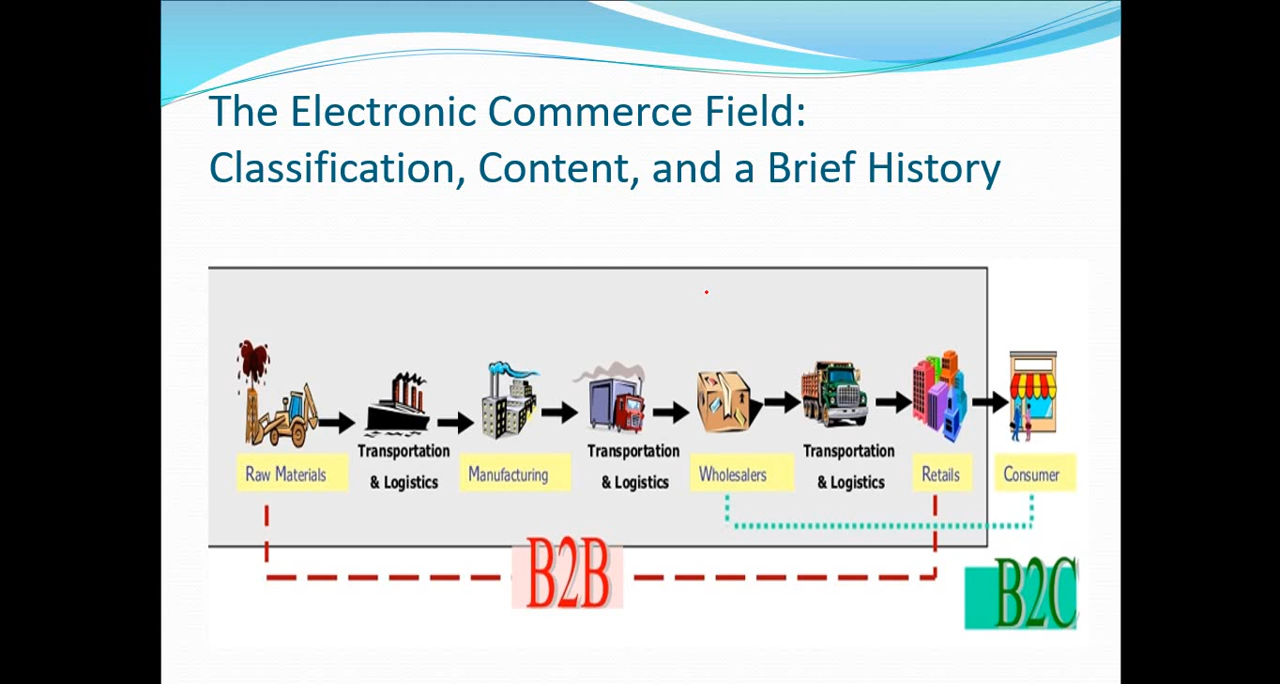 The Electronic Commerce Field:
Classification, Content, and a Brief History
Transportation
& Logistics
Transportation
& Logistics
Transportation
& Logistics
Raw Materials
Manufacturing
Wholesalers
Retails
Consumer
B2B
B2C